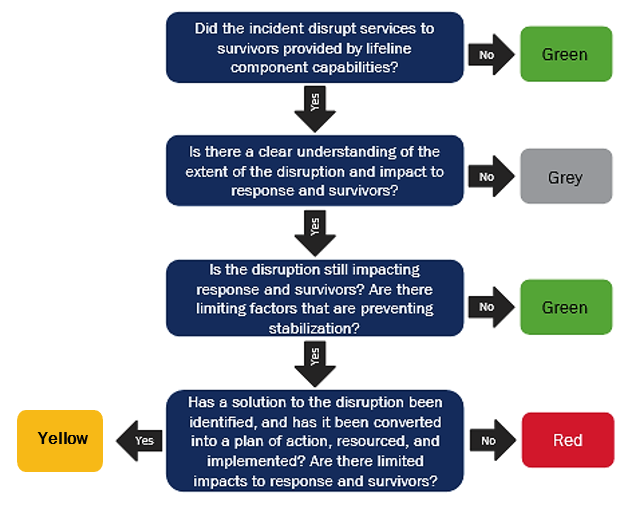 Did the incident disrupt services to
survivors provided by lifeline
component capabilities?
No
Green
Yes
Is there a clear understanding of the
extent of the disruption and impact to
response and survivors?
No
Grey
Yes
Is the disruption still impacting
response and survivors? Are there
limiting factors that are preventing
stabilization?
No
Green
Yes
Has a solution to the disruption been
identified, and has it been converted
into a plan of action, resourced, and
implemented? Are there limited
impacts to response and survivors?
Yes
Yellow
No
Red